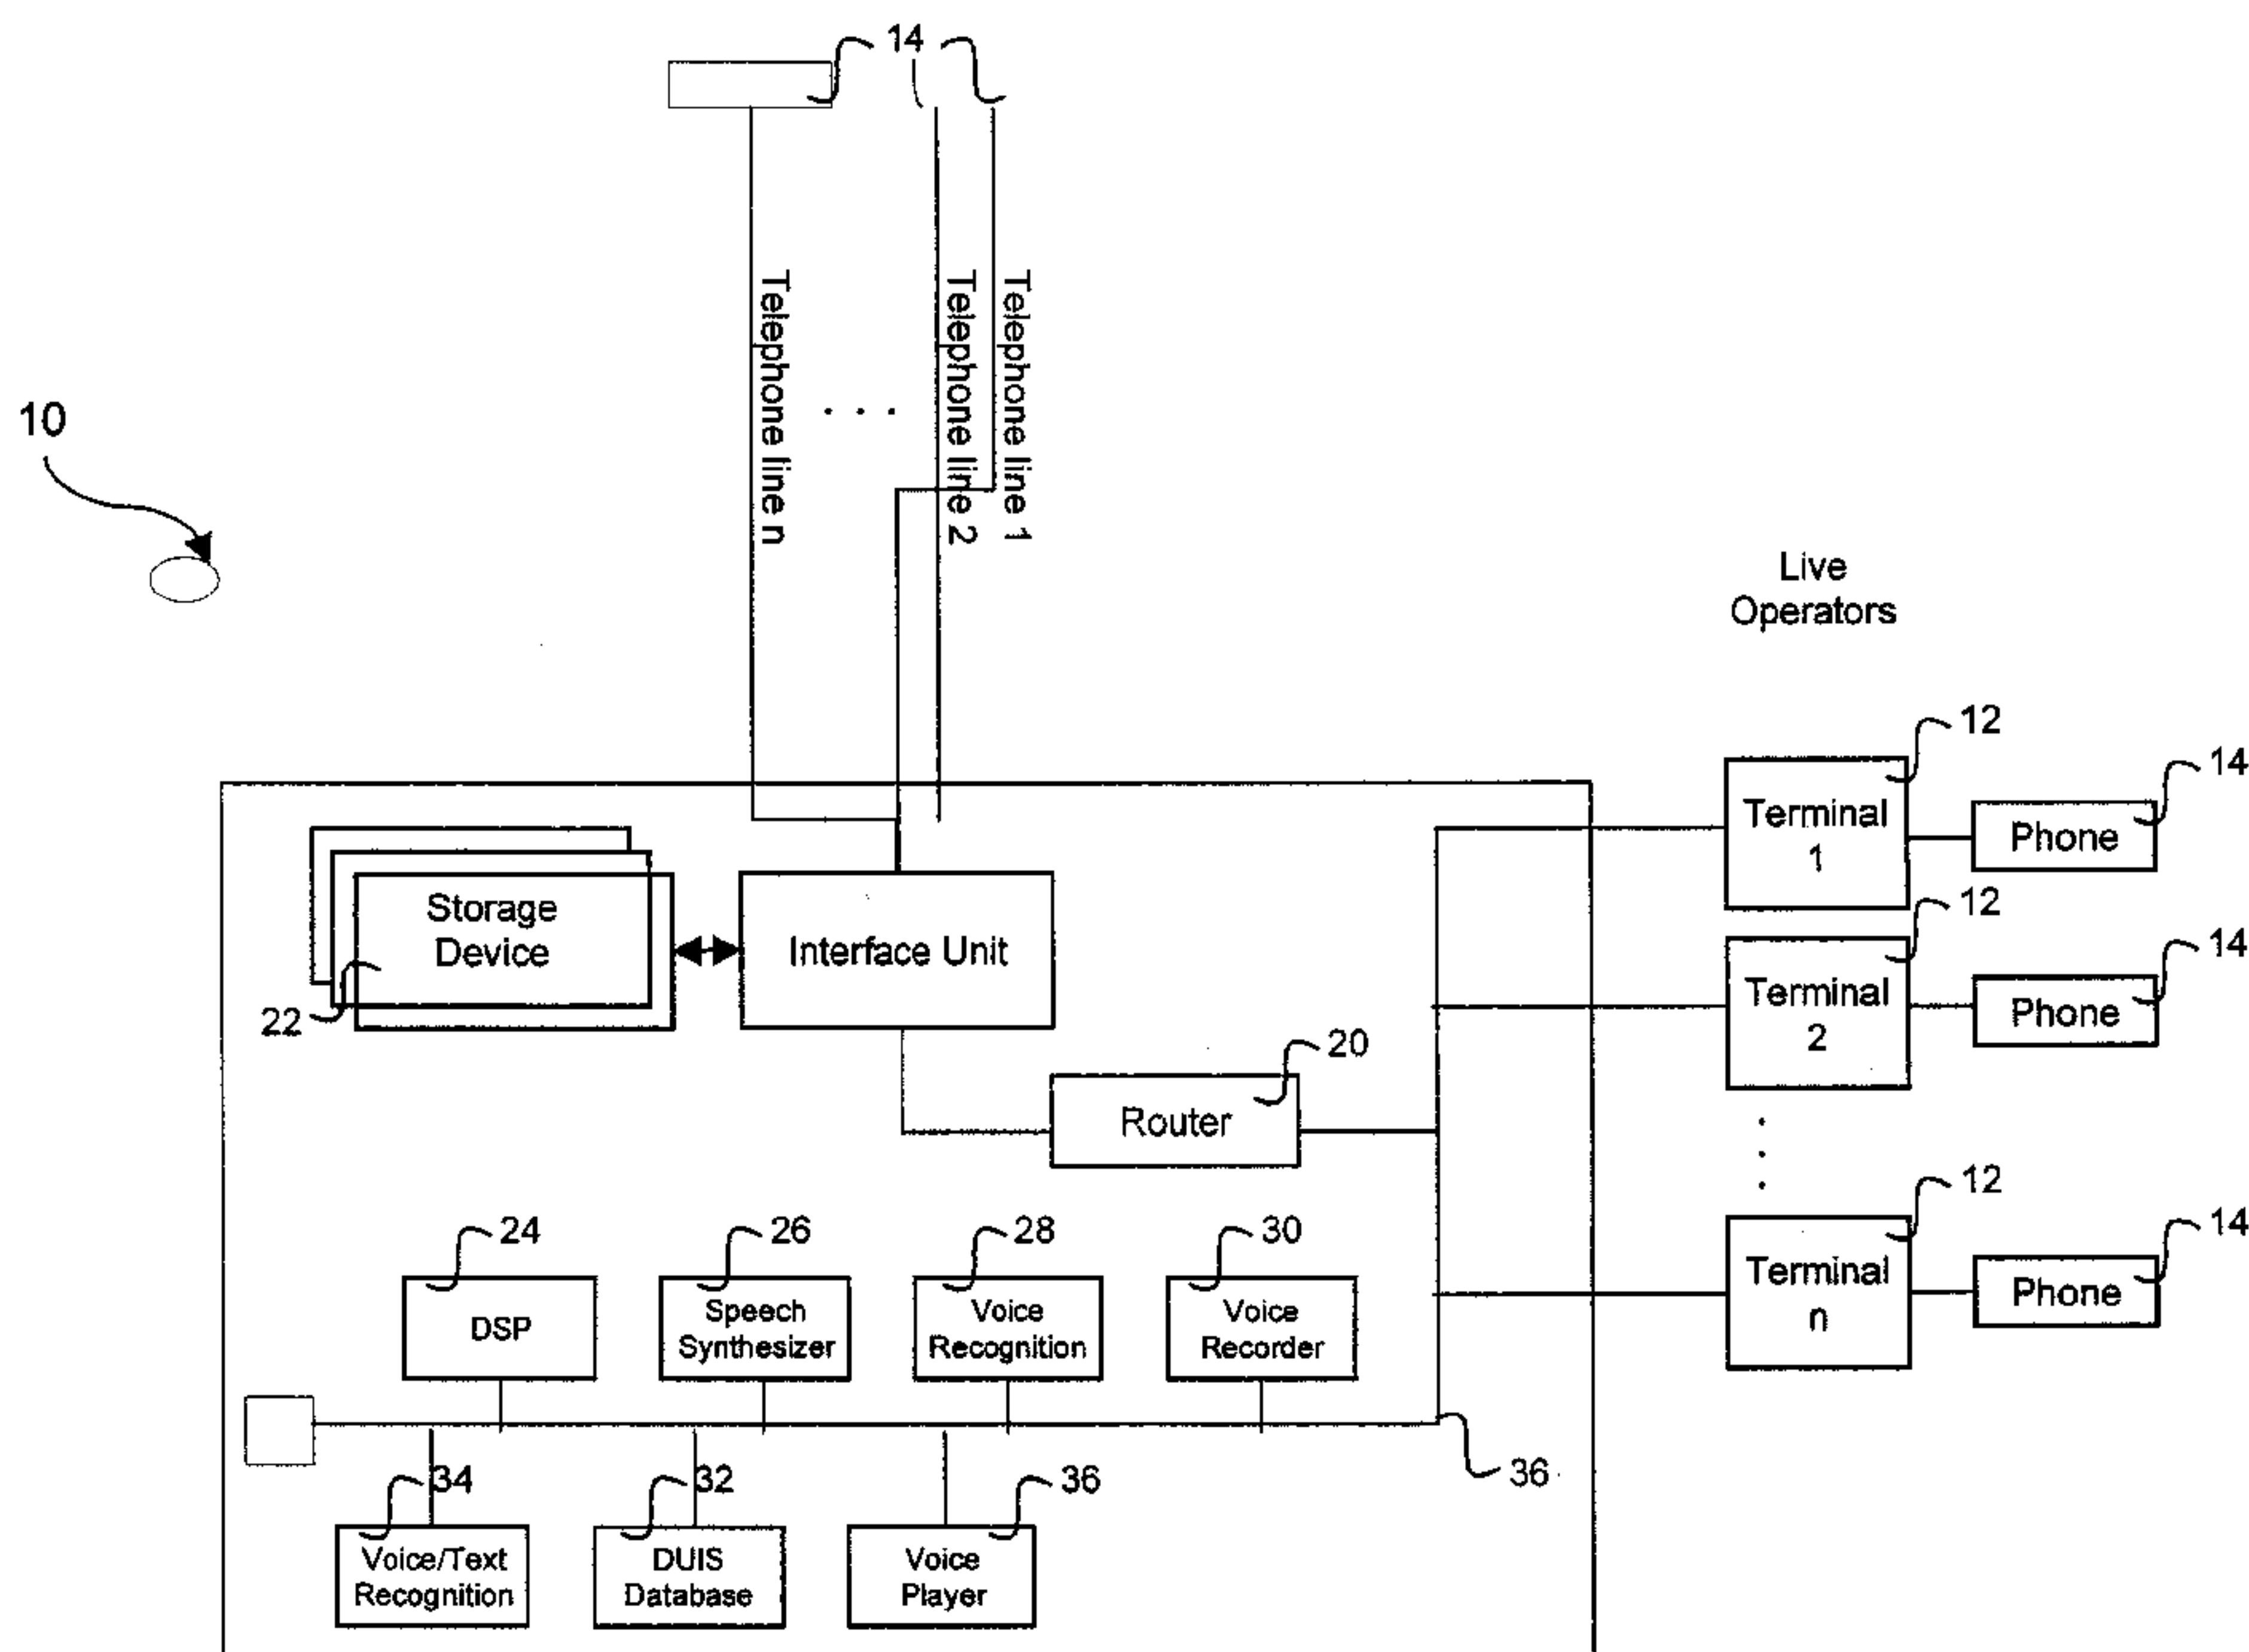 14
Telephone line n
. . .
Telephone line 2
Telephone line 1
10
Live
Operators
12
14
Terminal
1
Phone
12
14
Storage
Device
Interface Unit
Terminal
2
Phone
22
20
Router
12
14
Terminal
n
Phone
24
26
28
30
DSP
Speech
Synthesizer
Voice
Recognition
Voice
Recorder
34
32
36
36
Voice/Text
Recognition
DUIS
Database
Voice
Player